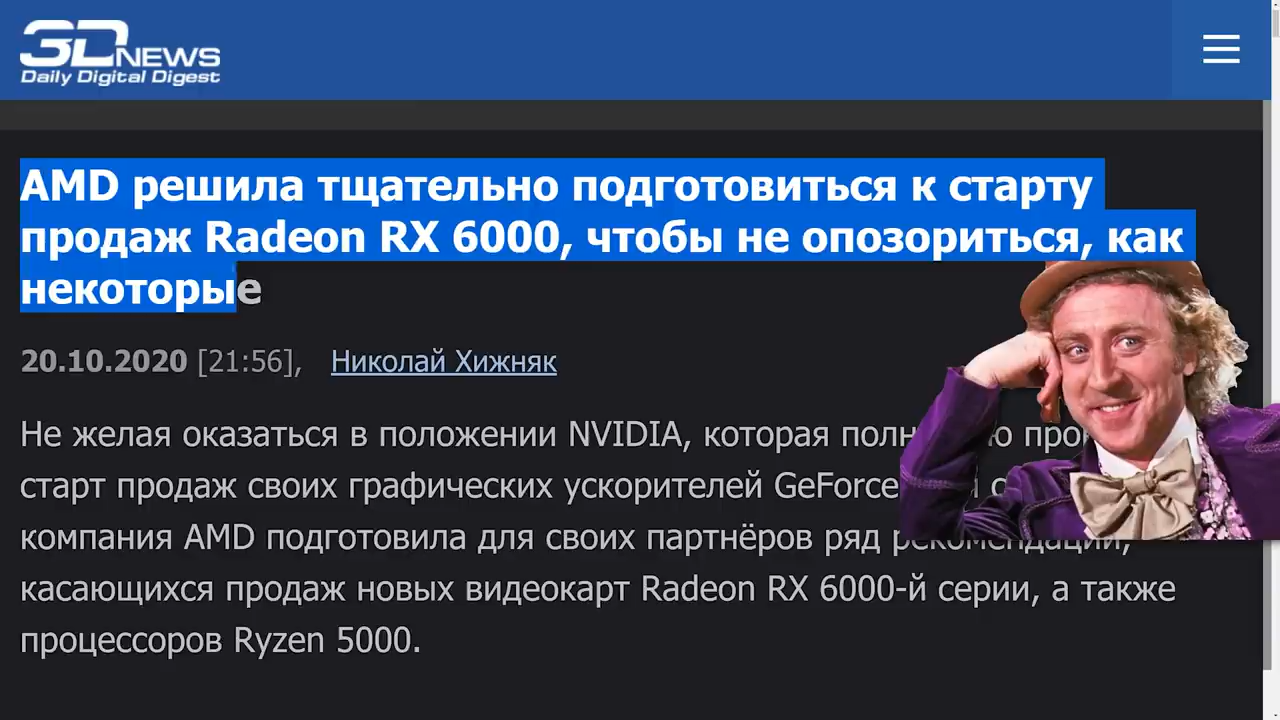 3DNEWS
Daily Digital Digest
AMD решила тщательно подготовиться к старту
продаж Radeon RX 6000, чтобы не опозориться, как
некоторые
20.10.2020 [21:56], Николай Хижняк
Не желая оказаться в положении NVIDIA, которая
старт продаж своих графических ускорителей GeForce
компания AMD подготовила для своих партнёров ряд рекомендаций,
касающихся продаж новых видеокарт Radeon RX 6000-й серии, а также
процессоров Ryzen 5000.